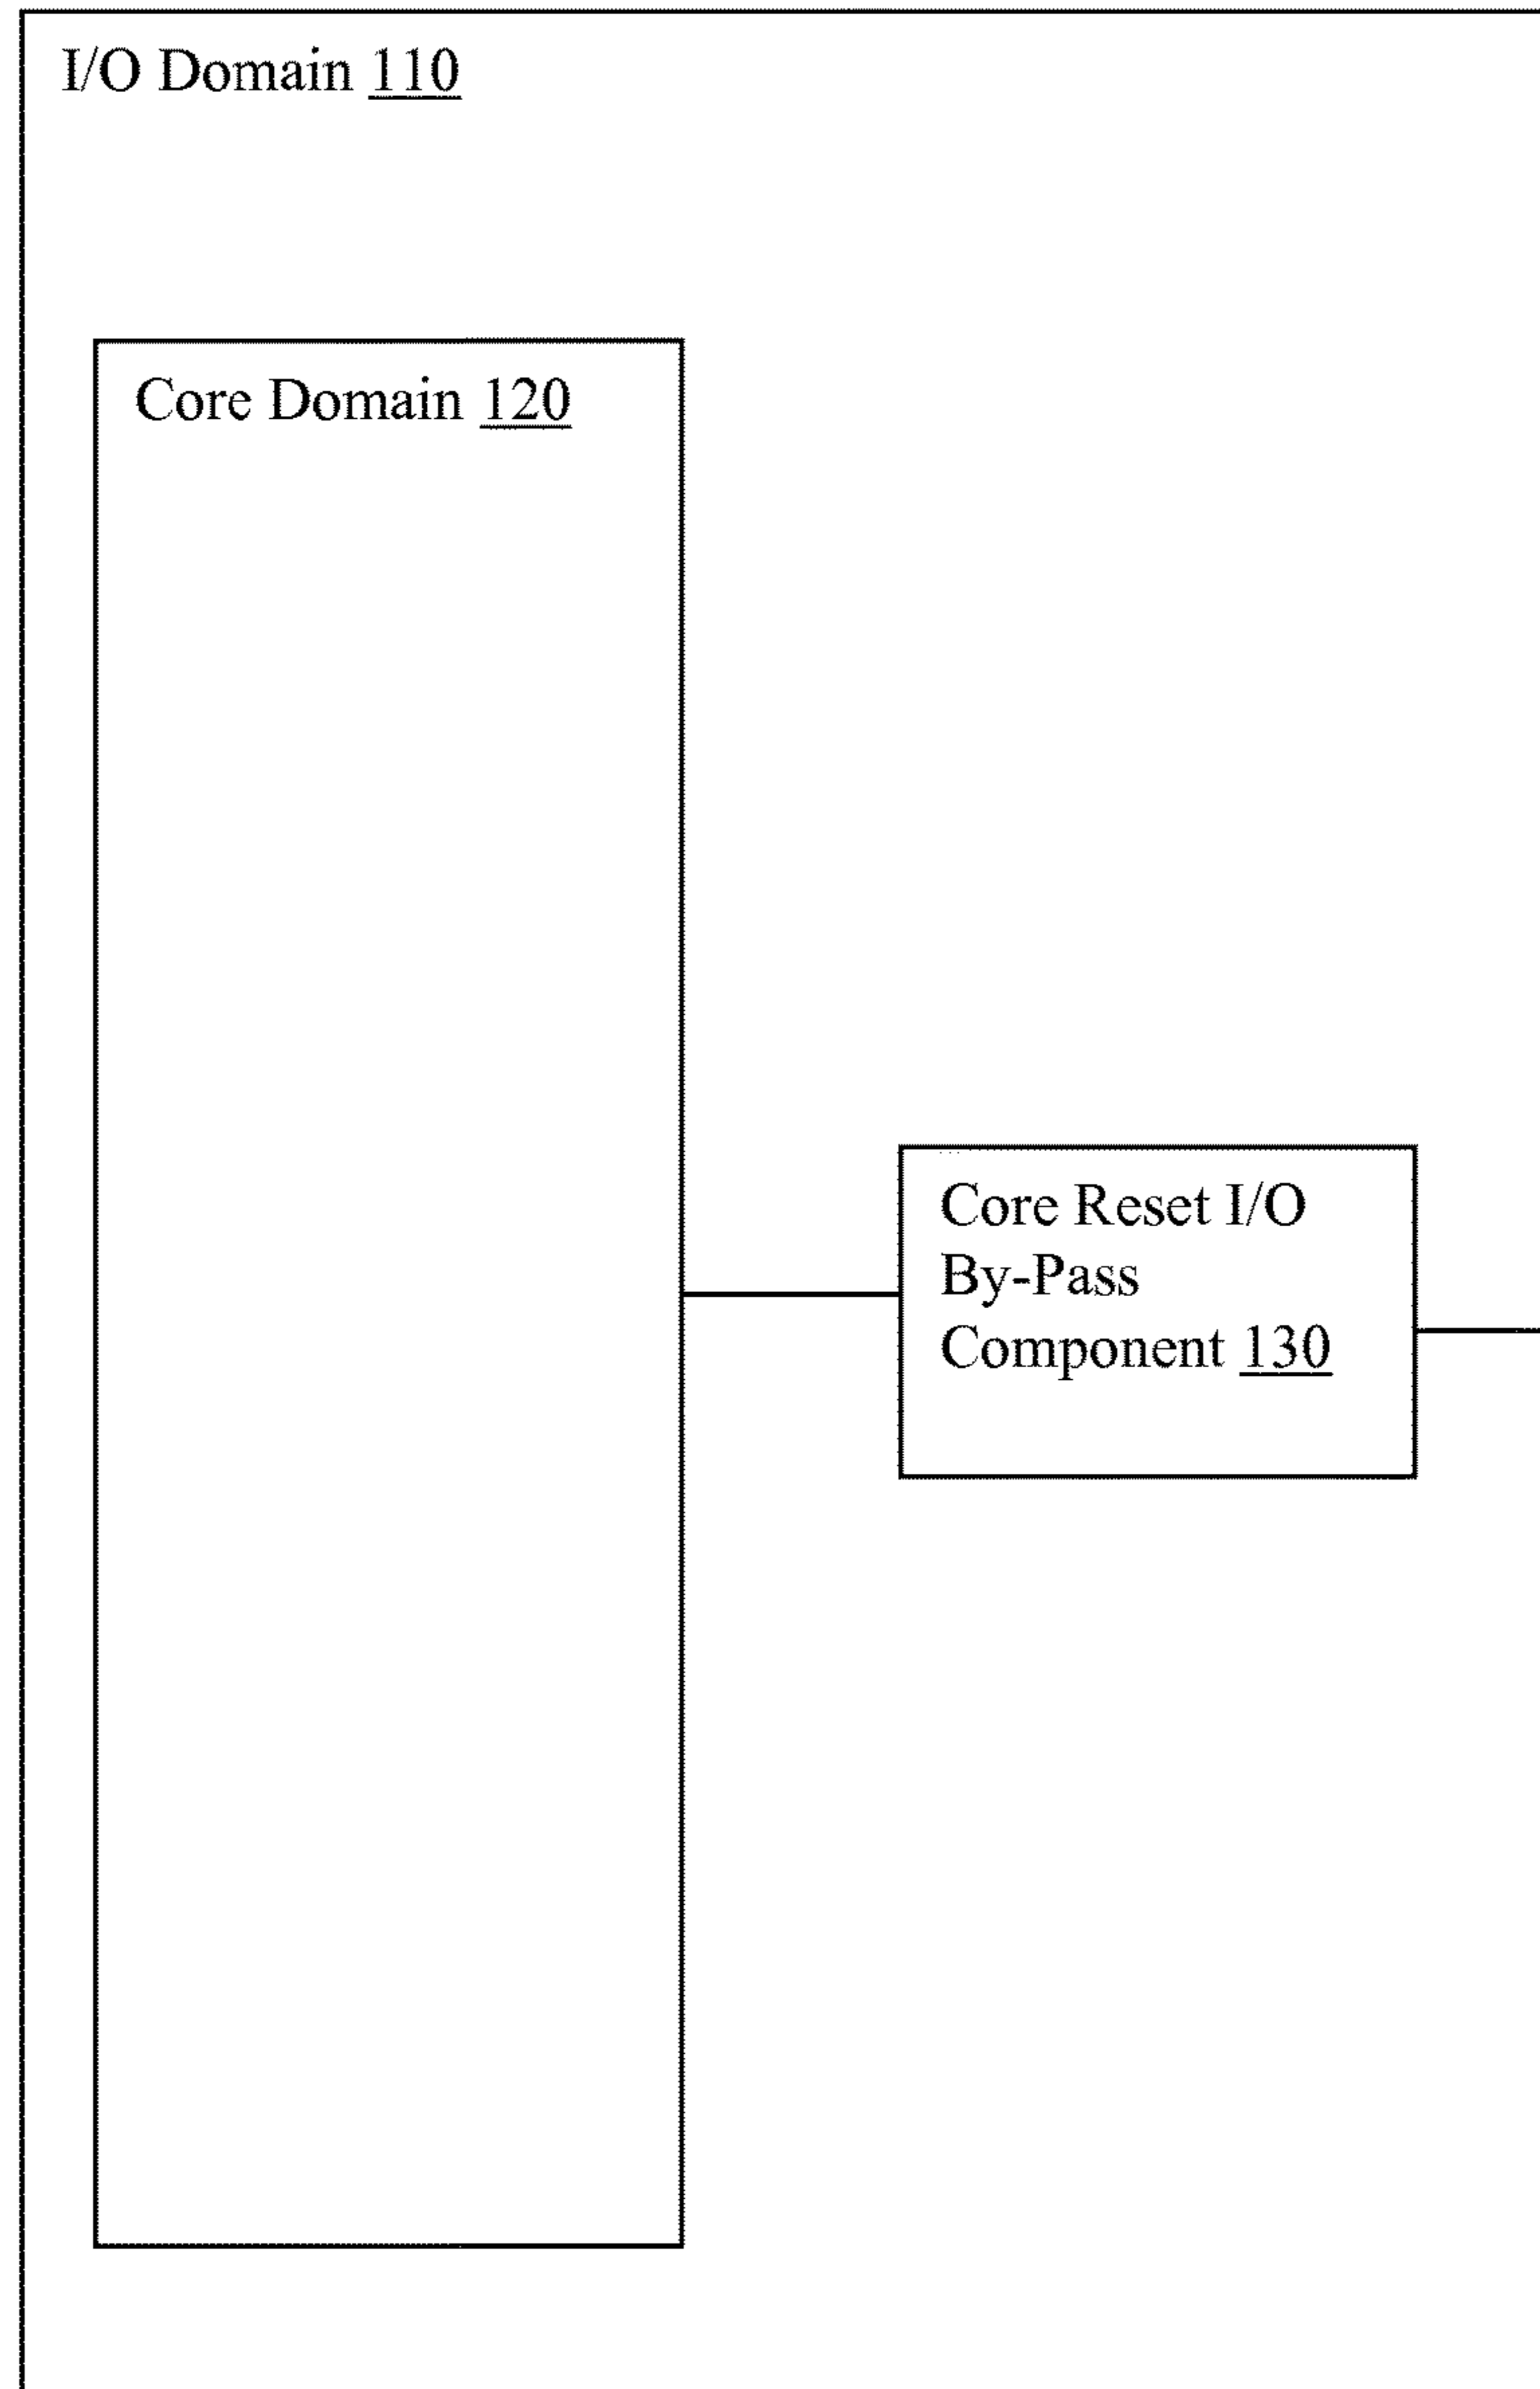 I/O Domain 110
Core Domain 120
Core Reset I/O
By-Pass
Component 130